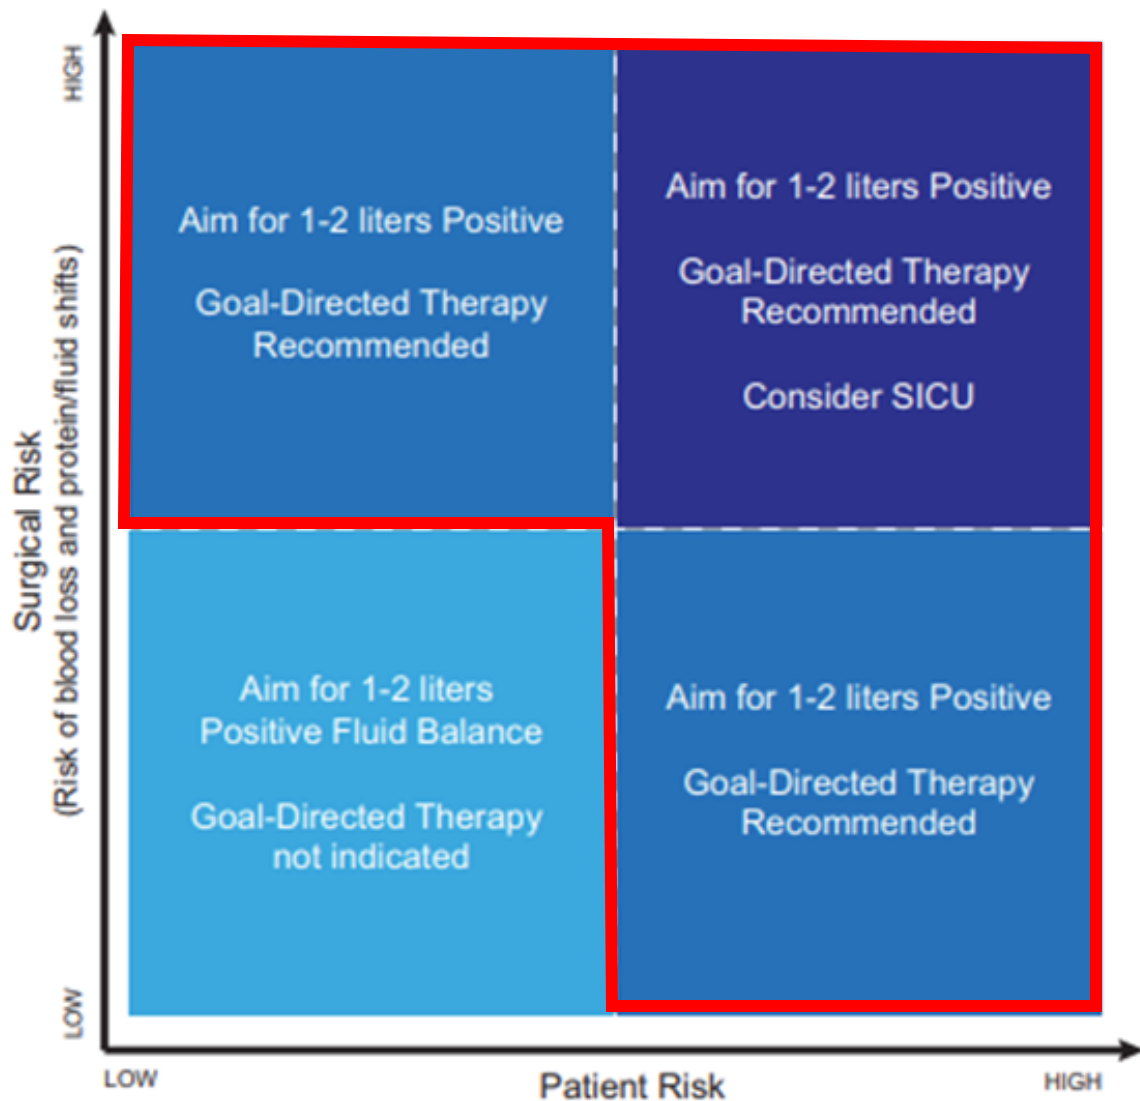 HIGH
Aim for 1-2 liters Positive
Goal-Directed Therapy
Recommended
Aim for 1-2 liters Positive
Goal-Directed Therapy
Recommended
Consider SICU
Surgical Risk
(Risk of blood loss and protein/fluid shifts)
Aim for 1-2 liters
Positive Fluid Balance
Goal-Directed Therapy
not indicated
Aim for 1-2 liters Positive
Goal-Directed Therapy
Recommended
LOW
LOW
Patient Risk
HIGH